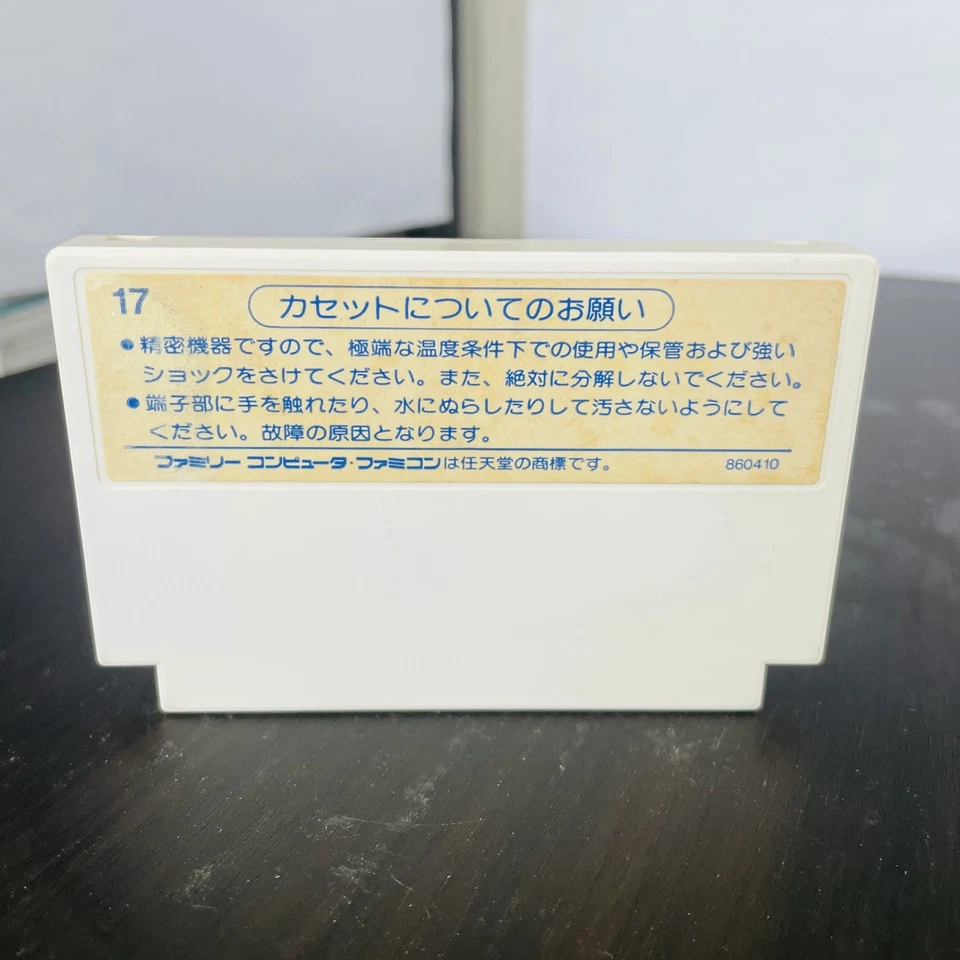 17
カセットについてのお願い
●精密機器ですので、極端な温度条件下での使用や保管および強い
ショックをさけてください。また、絶対に分解しないでください。
●端子部に手を触れたり、水にぬらしたりして汚さないようにして
ください。故障の原因となります。
ファミリー コンピュータ・ファミコンは任天堂の商標です。 860410